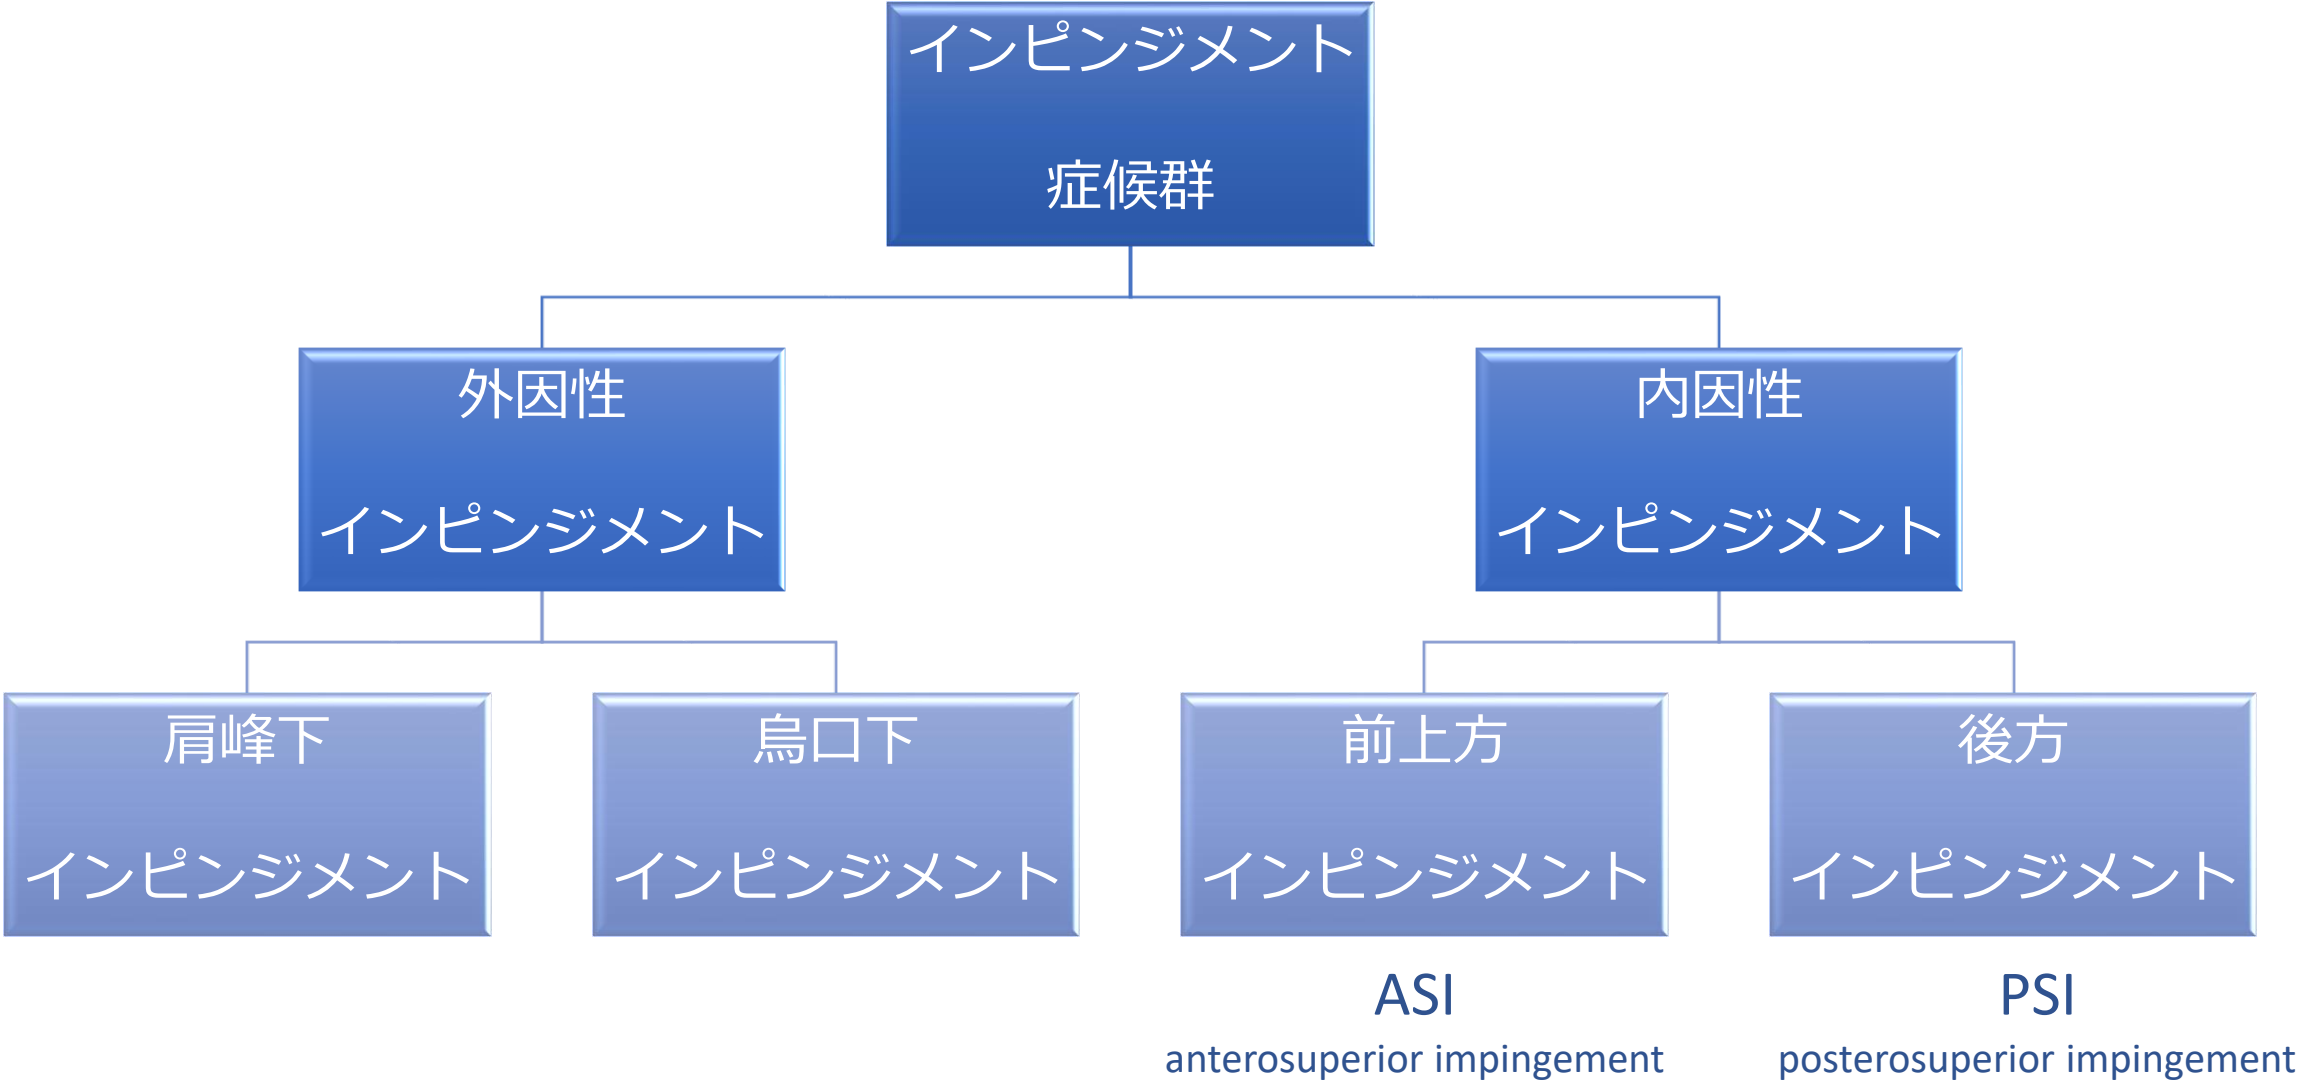 インピンジメント
症候群
外因性
インピンジメント
内因性
インピンジメント
肩峰下
インピンジメント
烏口下
インピンジメント
前上方
インピンジメント
後方
インピンジメント
ASI
anterosuperior impingement
PSI
posterosuperior impingement